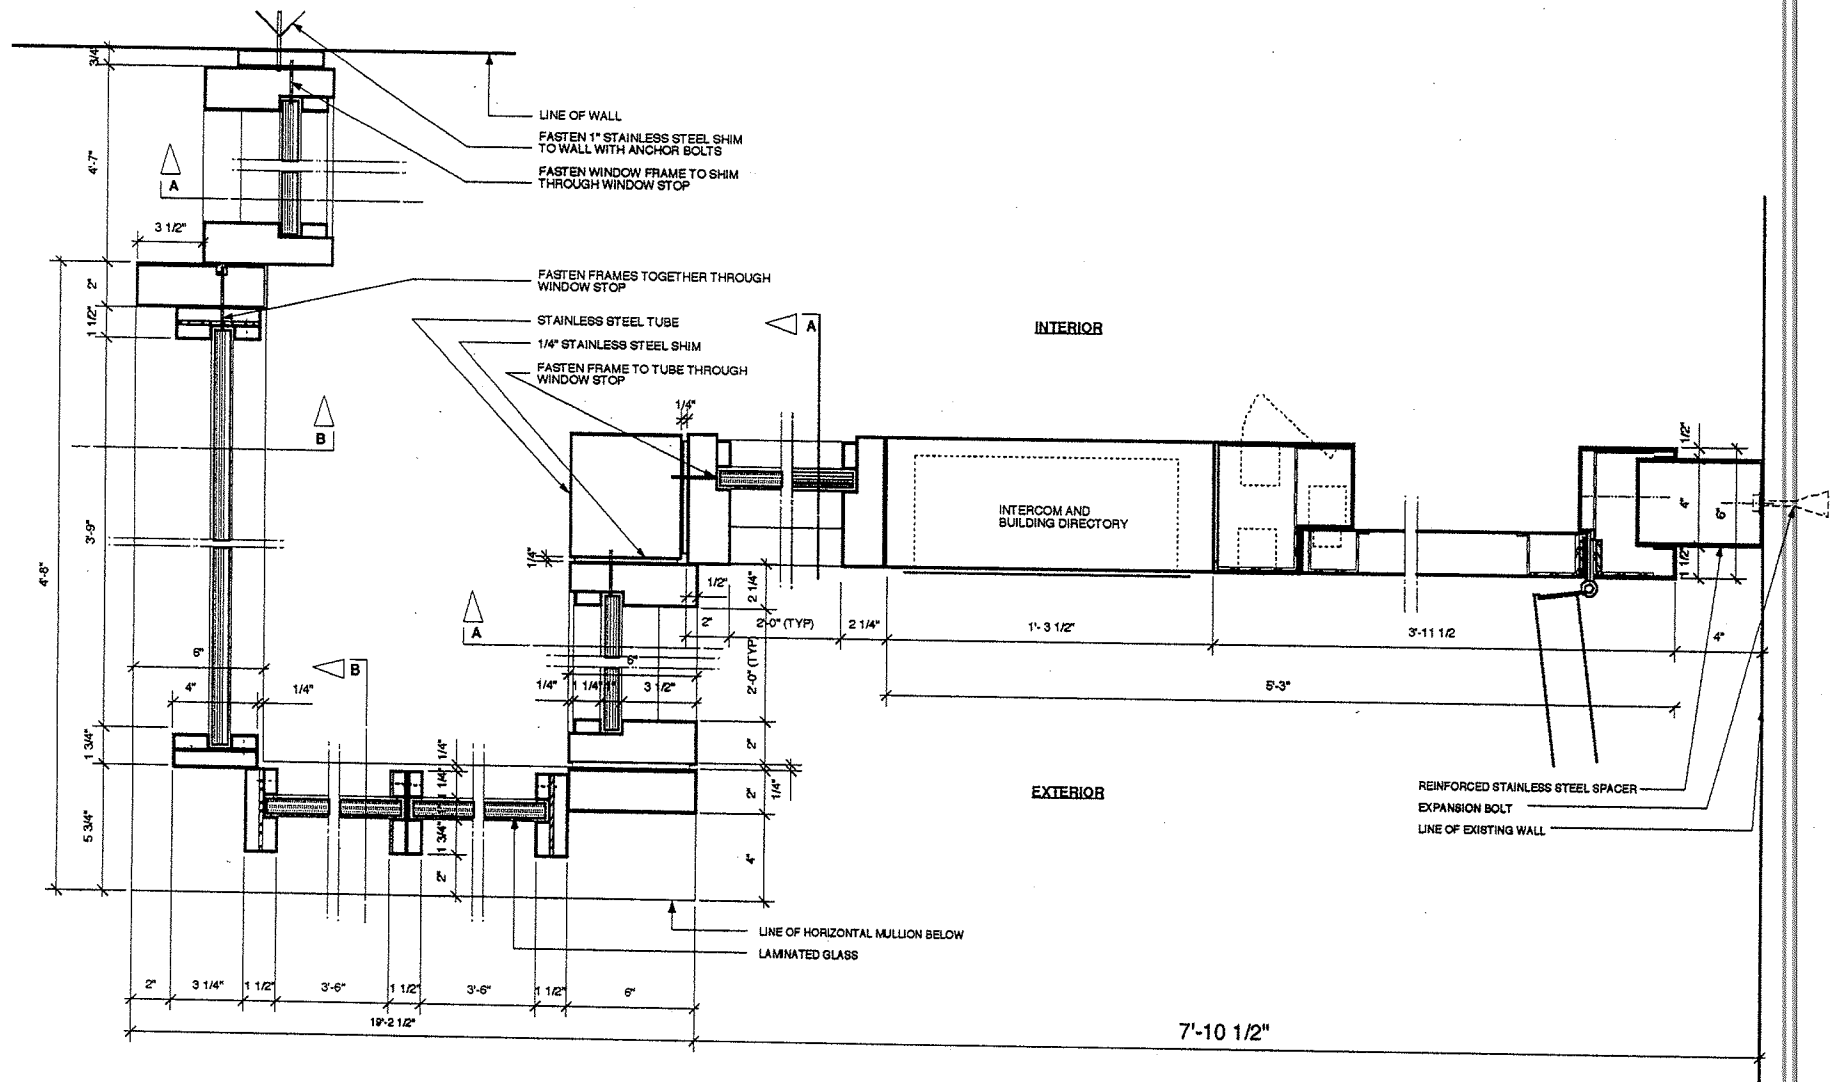 3/4"
LINE OF WALL
FASTEN 1" STAINLESS STEEL SHIM
TO WALL WITH ANCHOR BOLTS
4'-7"
FASTEN WINDOW FRAME TO SHIM
THROUGH WINDOW STOP
A
3 1/2"
FASTEN FRAMES TOGETHER THROUGH
WINDOW STOP
2"
1 1/2"
STAINLESS STEEL TUBE
A
INTERIOR
1/4" STAINLESS STEEL SHIM
FASTEN FRAME TO TUBE THROUGH
WINDOW STOP
1/4"
B
1/2"
INTERCOM AND
BUILDING DIRECTORY
4"
6"
3'-9"
4'-8"
1/4"
1 1/2"
1/2"
2 1/4"
A
2"
2-0" (TYP)
2 1/4"
1'- 3 1/2"
3'-11 1/2
4"
6"
B
6"
2-0" (TYP)
4"
1/4"
1/4"
1 1/4"
1"
3 1/2"
5'-3"
1 3/4"
1/4"
2"
1 1/4"
2"
1/4"
EXTERIOR
REINFORCED STAINLESS STEEL SPACER
EXPANSION BOLT
LINE OF EXISTING WALL
5 3/4"
1 3/4"
2"
4"
LINE OF HORIZONTAL MULLION BELOW
LAMINATED GLASS
2"
3 1/4"
1 1/2"
3'-6"
1 1/2"
3'-6"
1 1/2"
6"
19'-2 1/2"
7'-10 1/2"